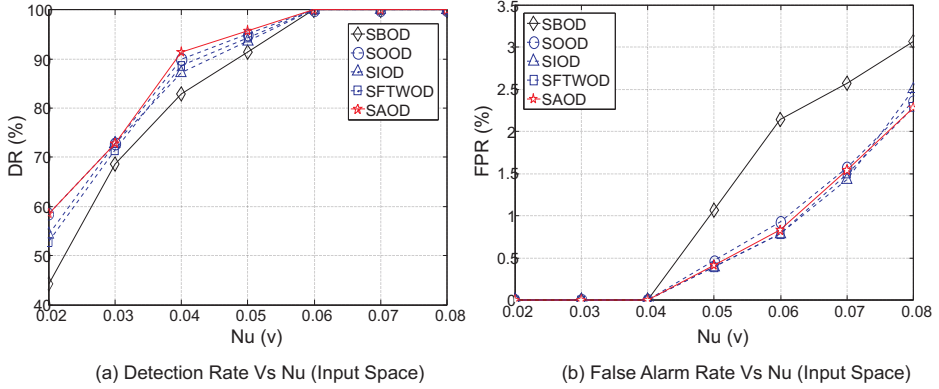 DR (%)
100
90
80
70
60
50
40
0.02 0.03 0.04 0.05 0.06 0.07 0.08
Nu (v)
SBOD
SOOD
SIOD
SFTWOD
SAOD
(a) Detection Rate Vs Nu (Input Space)
FPR (%)
3.5
3
2.5
2
1.5
1
0.5
0
0.02 0.03 0.04 0.05 0.06 0.07 0.08
Nu (v)
SBOD
SOOD
SIOD
SFTWOD
SAOD
(b) False Alarm Rate Vs Nu (Input Space)